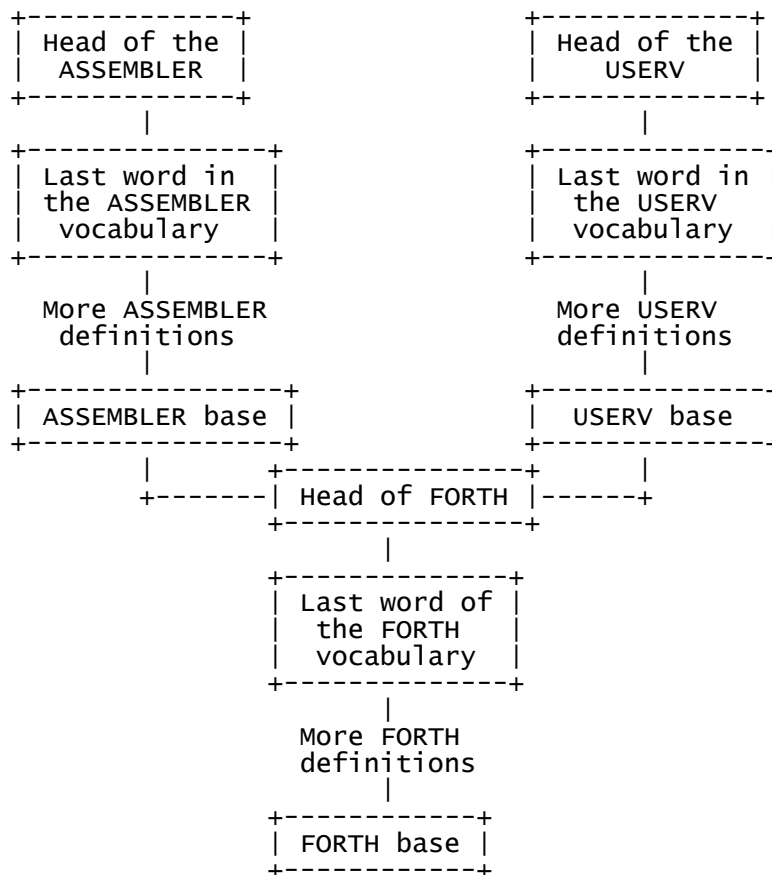 Head of the
ASSEMBLER
Head of the
USERV
Last word in
the ASSEMBLER
vocabulary
Last word in
the USERV
vocabulary
More ASSEMBLER
definitions
More USERV
definitions
ASSEMBLER base
USERV base
Head of FORTH
Last word of
the FORTH
vocabulary
More FORTH
definitions
FORTH base